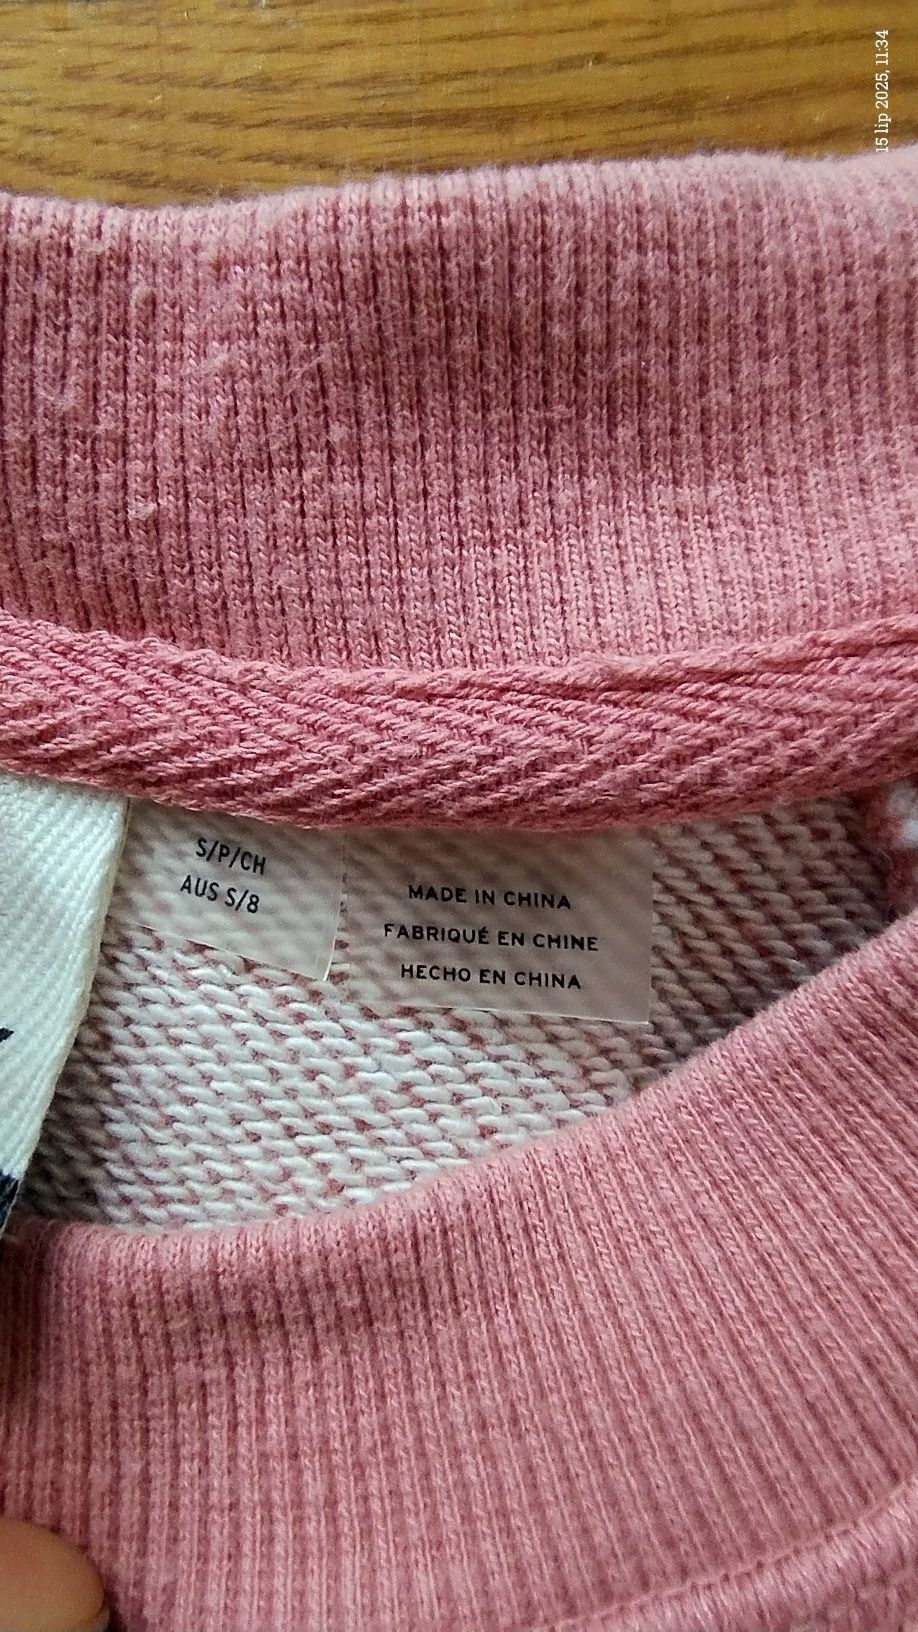 15 lip 2025, 11:34
S/P/CH
AUS S/8
MADE IN CHINA
FABRIQUÉ EN CHINE
HECHO EN CHINA